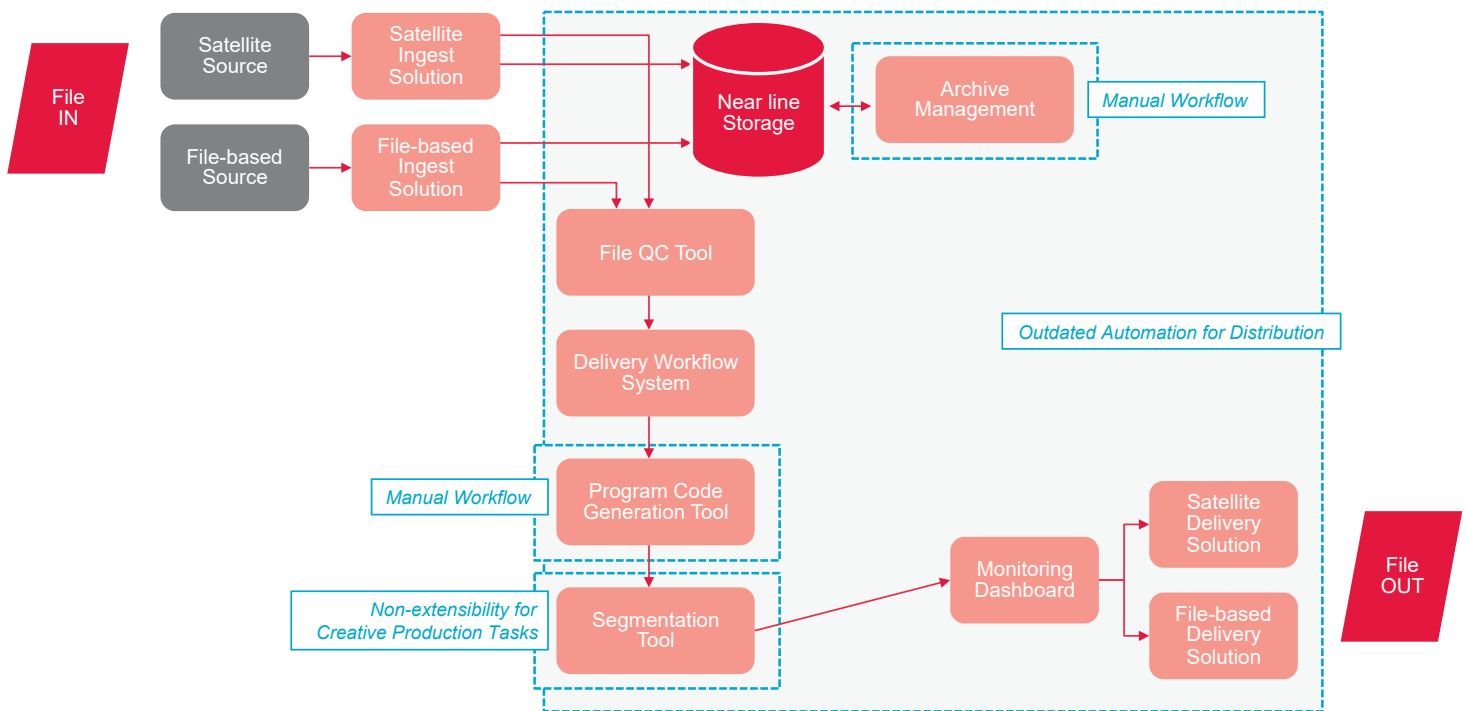 File
IN
Satellite
Source
Satellite
Ingest
Solution
File-based
Source
File-based
Ingest
Solution
Near line
Storage
Archive
Management
Manual Workflow
File QC Tool
Outdated Automation for Distribution
Delivery Workflow
System
Manual Workflow
Program Code
Generation Tool
Non-extensibility for
Creative Production Tasks
Segmentation
Tool
Monitoring
Dashboard
Satellite
Delivery
Solution
File-based
Delivery
Solution
File
OUT